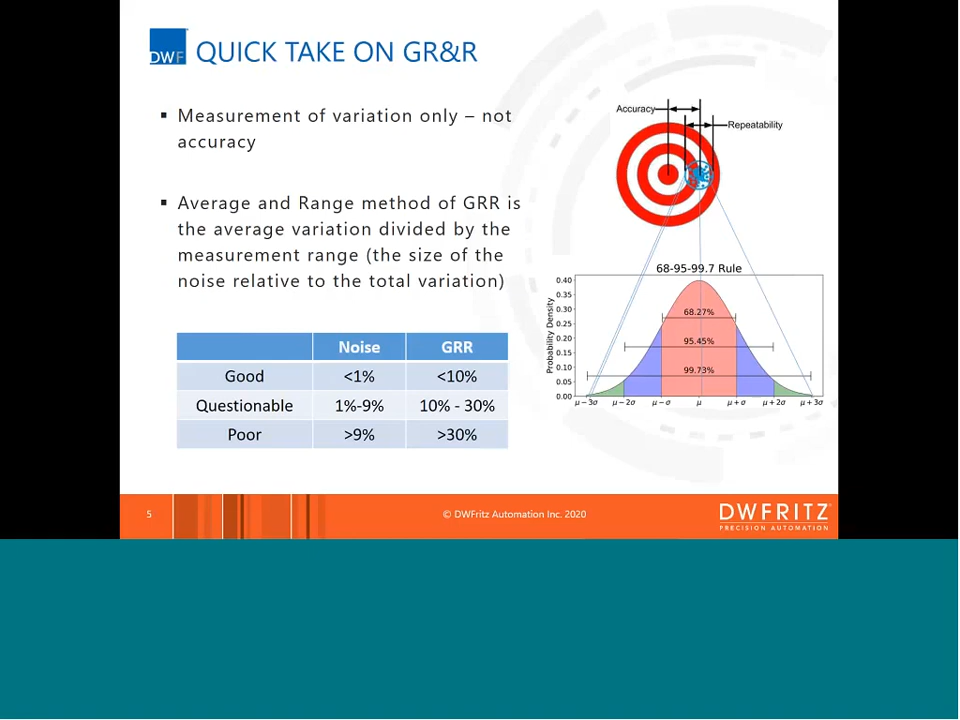 DWF
QUICK TAKE ON GR&R
▪ Measurement of variation only – not
accuracy
▪ Average and Range method of GRR is
the average variation divided by the
measurement range (the size of the
noise relative to the total variation)
Noise GRR
Good <1% <10%
Questionable 1%-9% 10% - 30%
Poor >9% >30%
Accuracy
Repeatability
68-95-99.7 Rule
Probability Density
0.40
0.35
0.30
0.25
0.20
0.15
0.10
0.05
0.00
68.27%
95.45%
99.73%
μ−3σ μ−2σ μ−σ μ μ+σ μ+2σ μ+3σ
5
© DWFritz Automation Inc. 2020
DWFRITZ®
PRECISION AUTOMATION